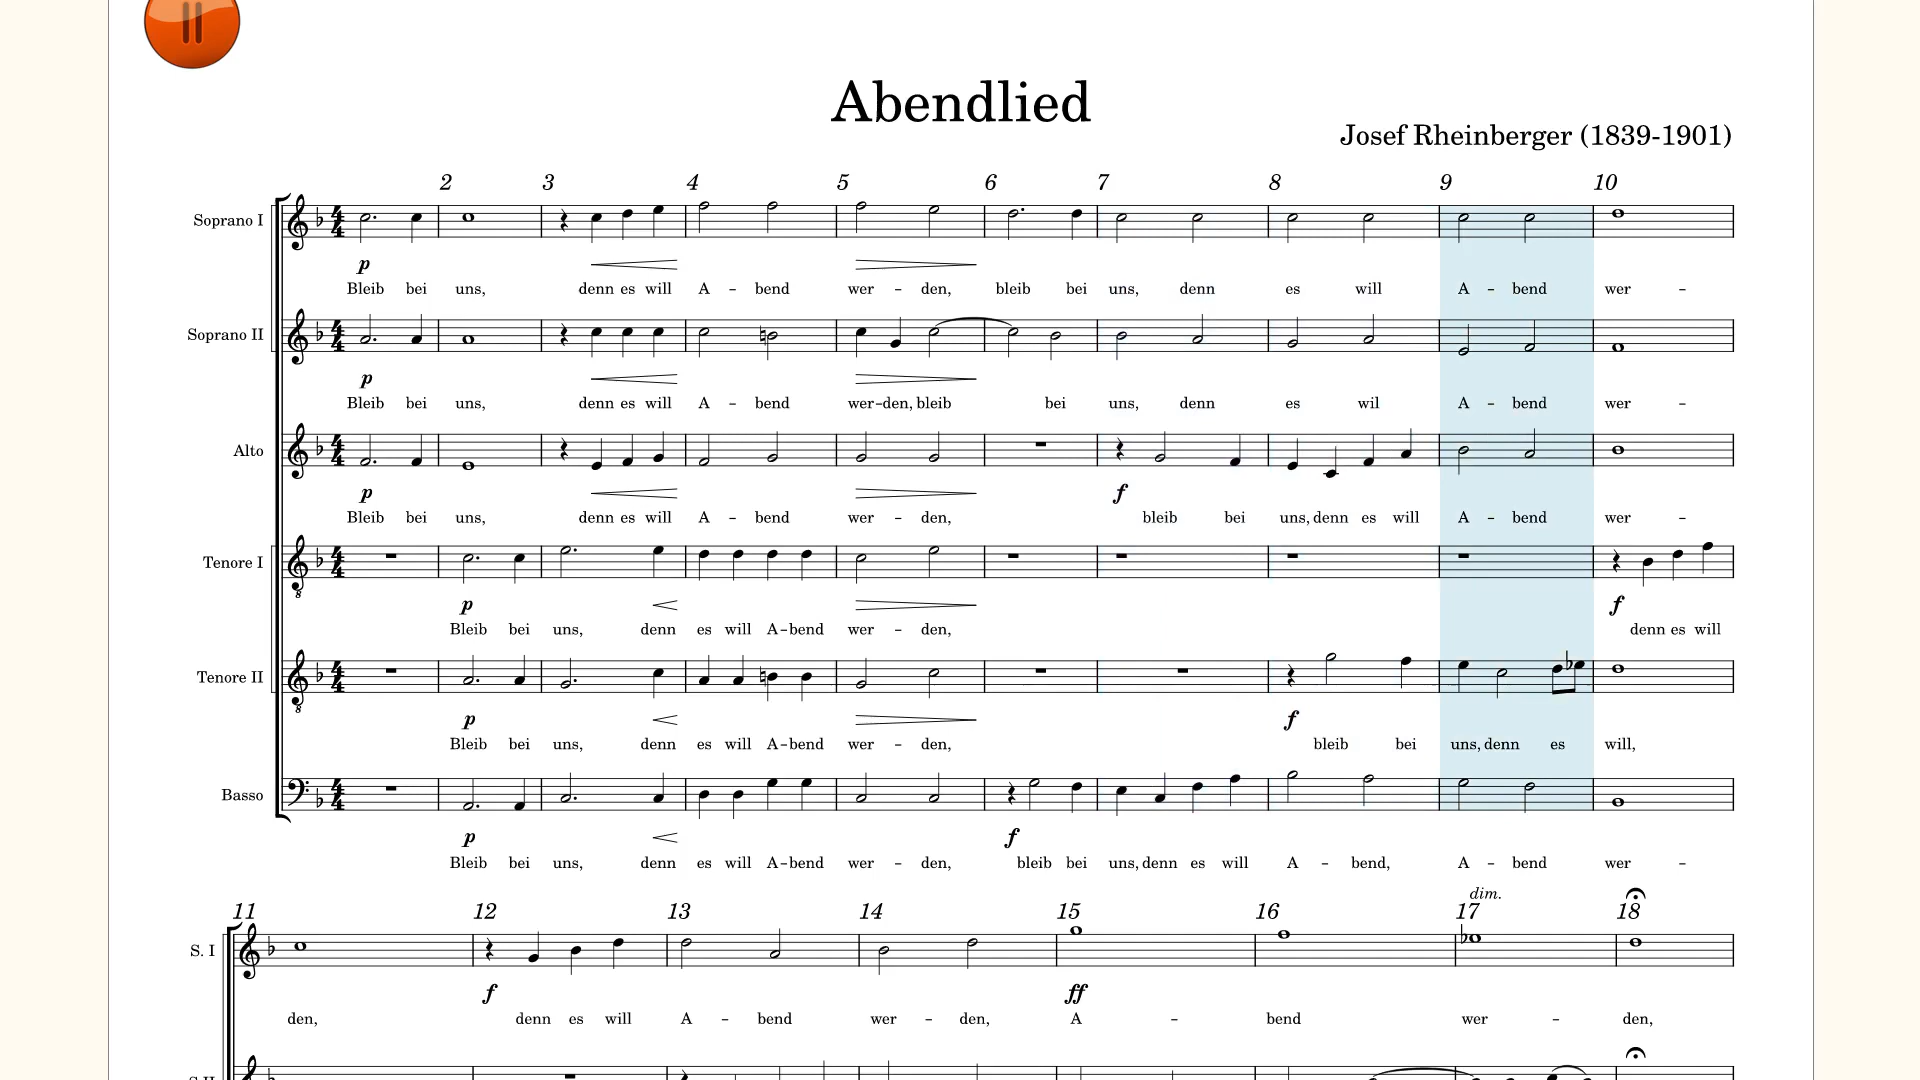 Abendlied
Josef Rheinberger (1839-1901)
2 3 4 5 6 7 8 9 10
Soprano I
p
Bleib bei uns, denn es will A – bend wer – den, bleib bei uns, denn es will A – bend wer –
Soprano II
p
Bleib bei uns, denn es will A – bend wer–den, bleib bei uns, denn es wil A – bend wer –
Alto
p f
Bleib bei uns, denn es will A – bend wer – den, bleib bei uns, denn es will A – bend wer –
Tenore I
p f
Bleib bei uns, denn es will A–bend wer – den, denn es will
Tenore II
p f
Bleib bei uns, denn es will A–bend wer – den, bleib bei uns, denn es will,
Basso
p f
Bleib bei uns, denn es will A–bend wer – den, bleib bei uns, denn es will A – bend, A – bend wer –
dim.
11 12 13 14 15 16 17 18
S. I
f ff
den, denn es will A – bend wer – den, A – bend wer – den,